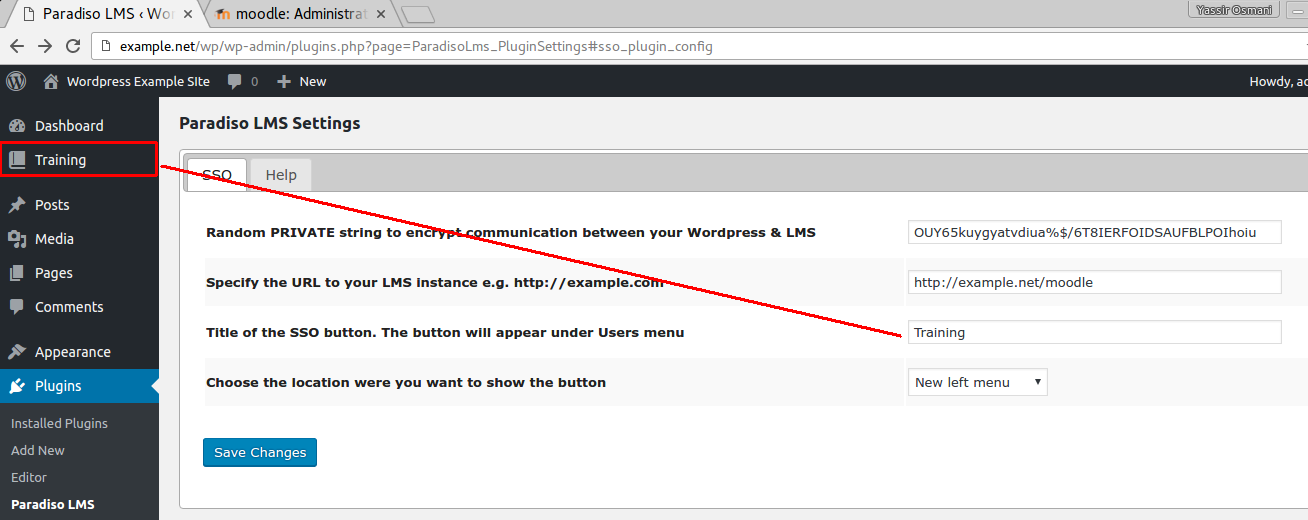 Paradiso LMS ‹ Wor
moodle: Administrat
Yassir Osmani
example.net/wp/wp-admin/plugins.php?page=ParadisoLms_PluginSettings#sso_plugin_config
Wordpress Example SIte 0 New
Howdy, ad
Dashboard
Training
Posts
Media
Pages
Comments
Appearance
Plugins
Installed Plugins
Add New
Editor
Paradiso LMS
Paradiso LMS Settings
SSO Help
Random PRIVATE string to encrypt communication between your Wordpress & LMS
OUY65kuygyatvdiua%$/6T8IERFOIDSAUFBLPOIhoiu
Specify the URL to your LMS instance e.g. http://example.com
http://example.net/moodle
Title of the SSO button. The button will appear under Users menu
Training
Choose the location were you want to show the button
New left menu
Save Changes